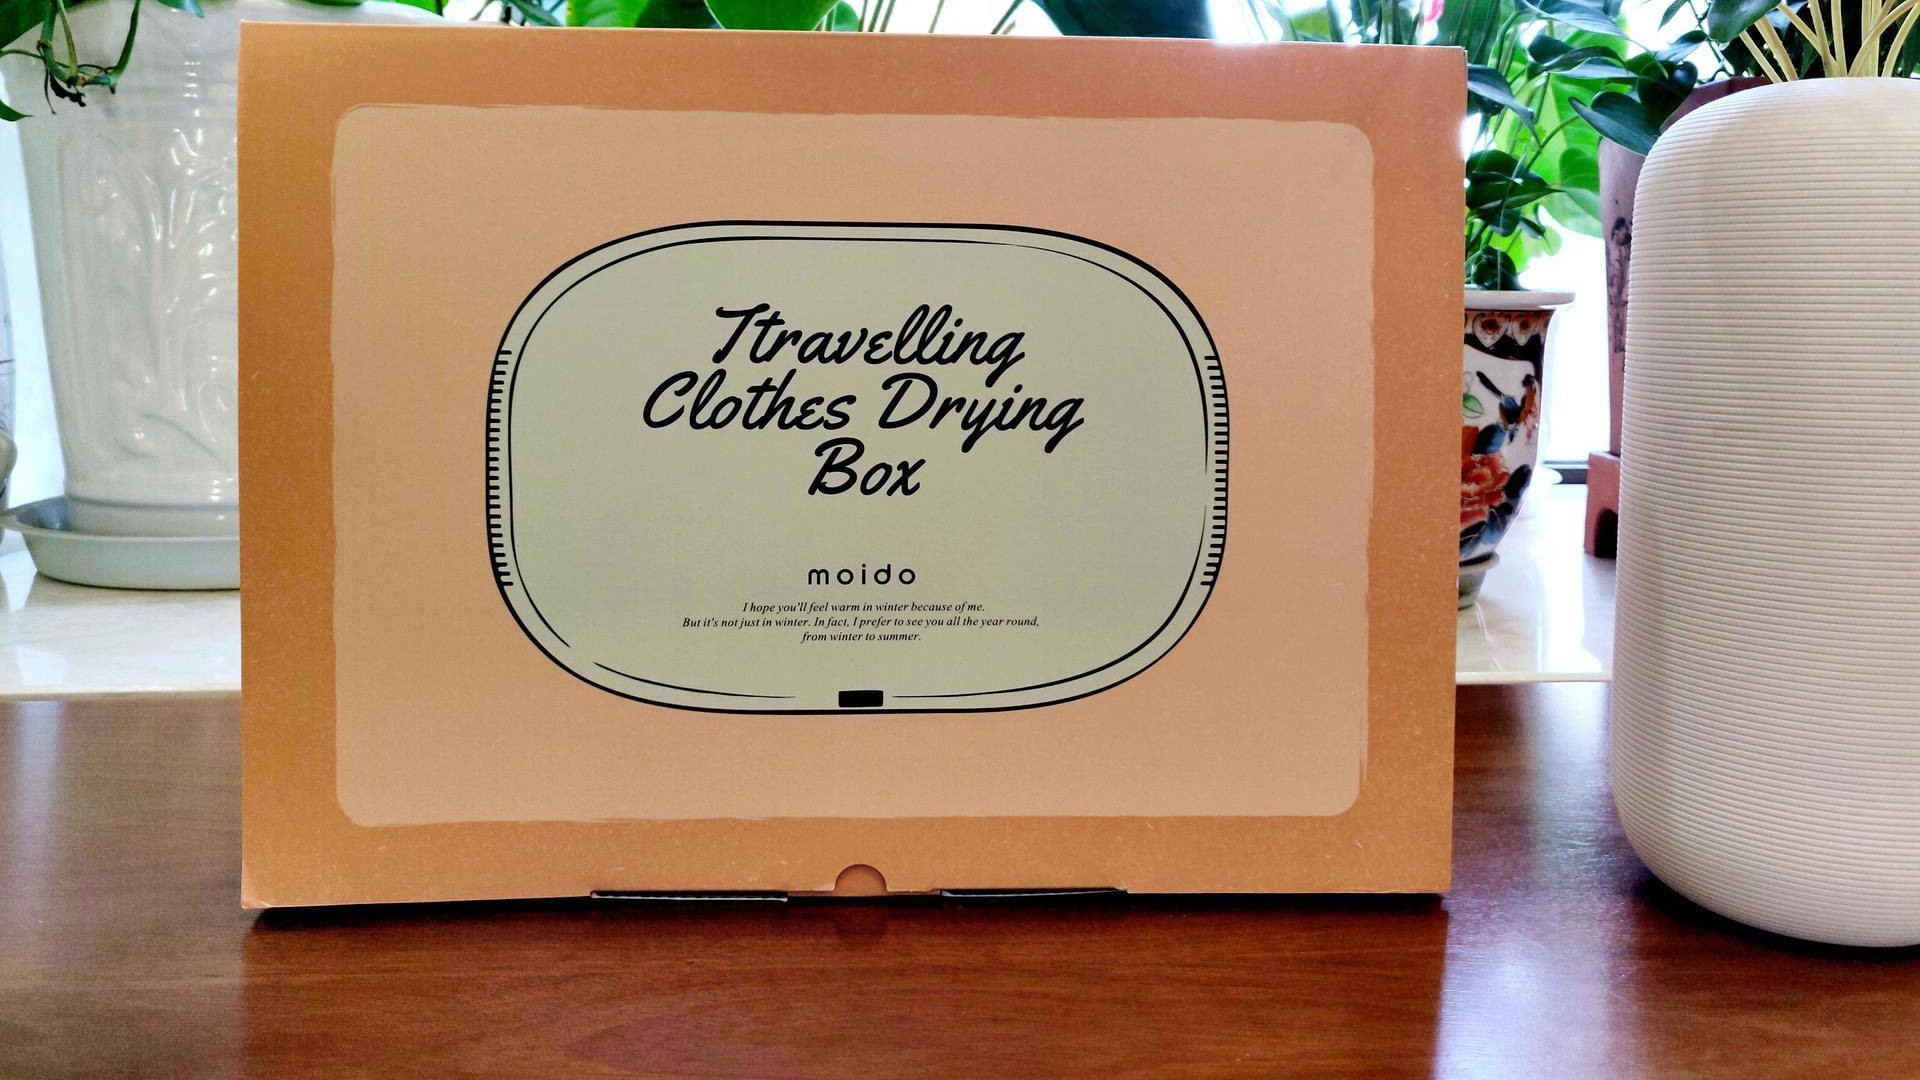 Ttravelling
Clothes Drying
Box
moido
I hope you'll feel warm in winter because of me.
But it's not just in winter. In fact, I prefer to see you all the year round,
from winter to summer.